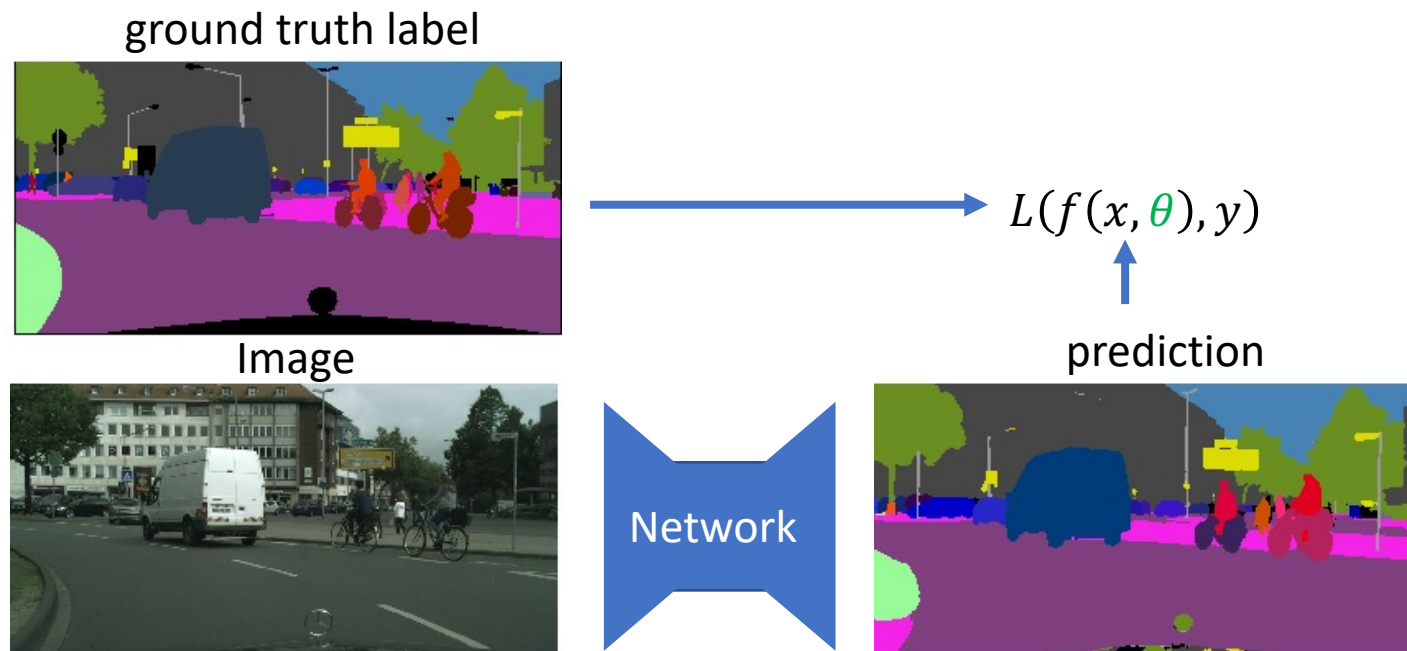 ground truth label
L(f(x, θ), y)
Image
prediction
Network